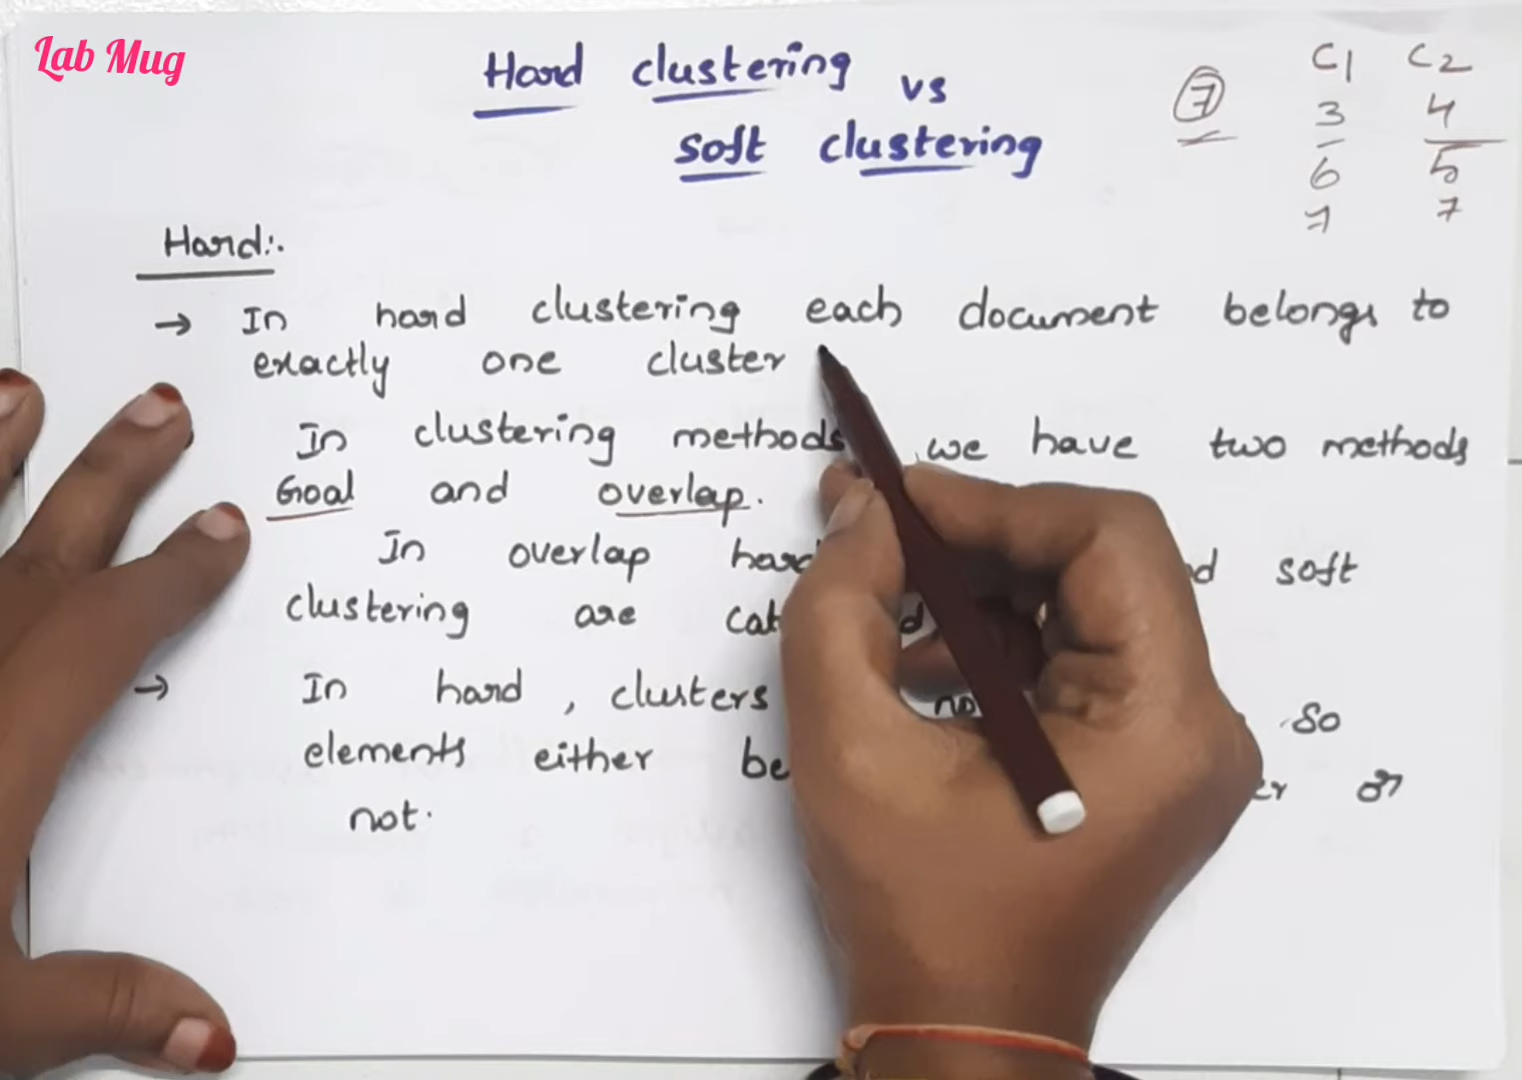 Lab Mug
Hard clustering vs
soft clustering
7
C1 C2
3 4
6 5
7 7
Hard:.
→ In hard clustering each document belongs to
exactly one cluster
In clustering methods, we have two methods
Goal and overlap.
In overlap soft
clustering are
→ In hard, clusters so
elements either or
not.